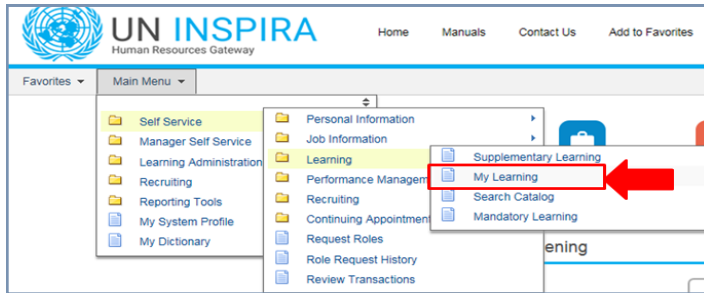 UN INSPIRA
Human Resources Gateway
Home Manuals Contact Us Add to Favorites
Favorites Main Menu
Self Service
Manager Self Service
Learning Administration
Recruiting
Reporting Tools
My System Profile
My Dictionary
Personal Information
Job Information
Learning
Performance Managem
Recruiting
Continuing Appointmen
Request Roles
Role Request History
Review Transactions
Supplementary Learning
My Learning
Search Catalog
Mandatory Learning
ening